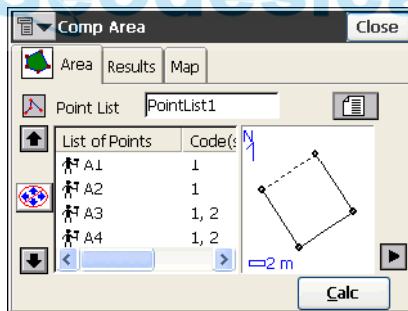 geodesical
Comp Area Close
Area Results Map
Point List PointList1
List of Points Code(s
A1 1
A2 1
A3 1, 2
A4 1, 2
N
2 m
Calc